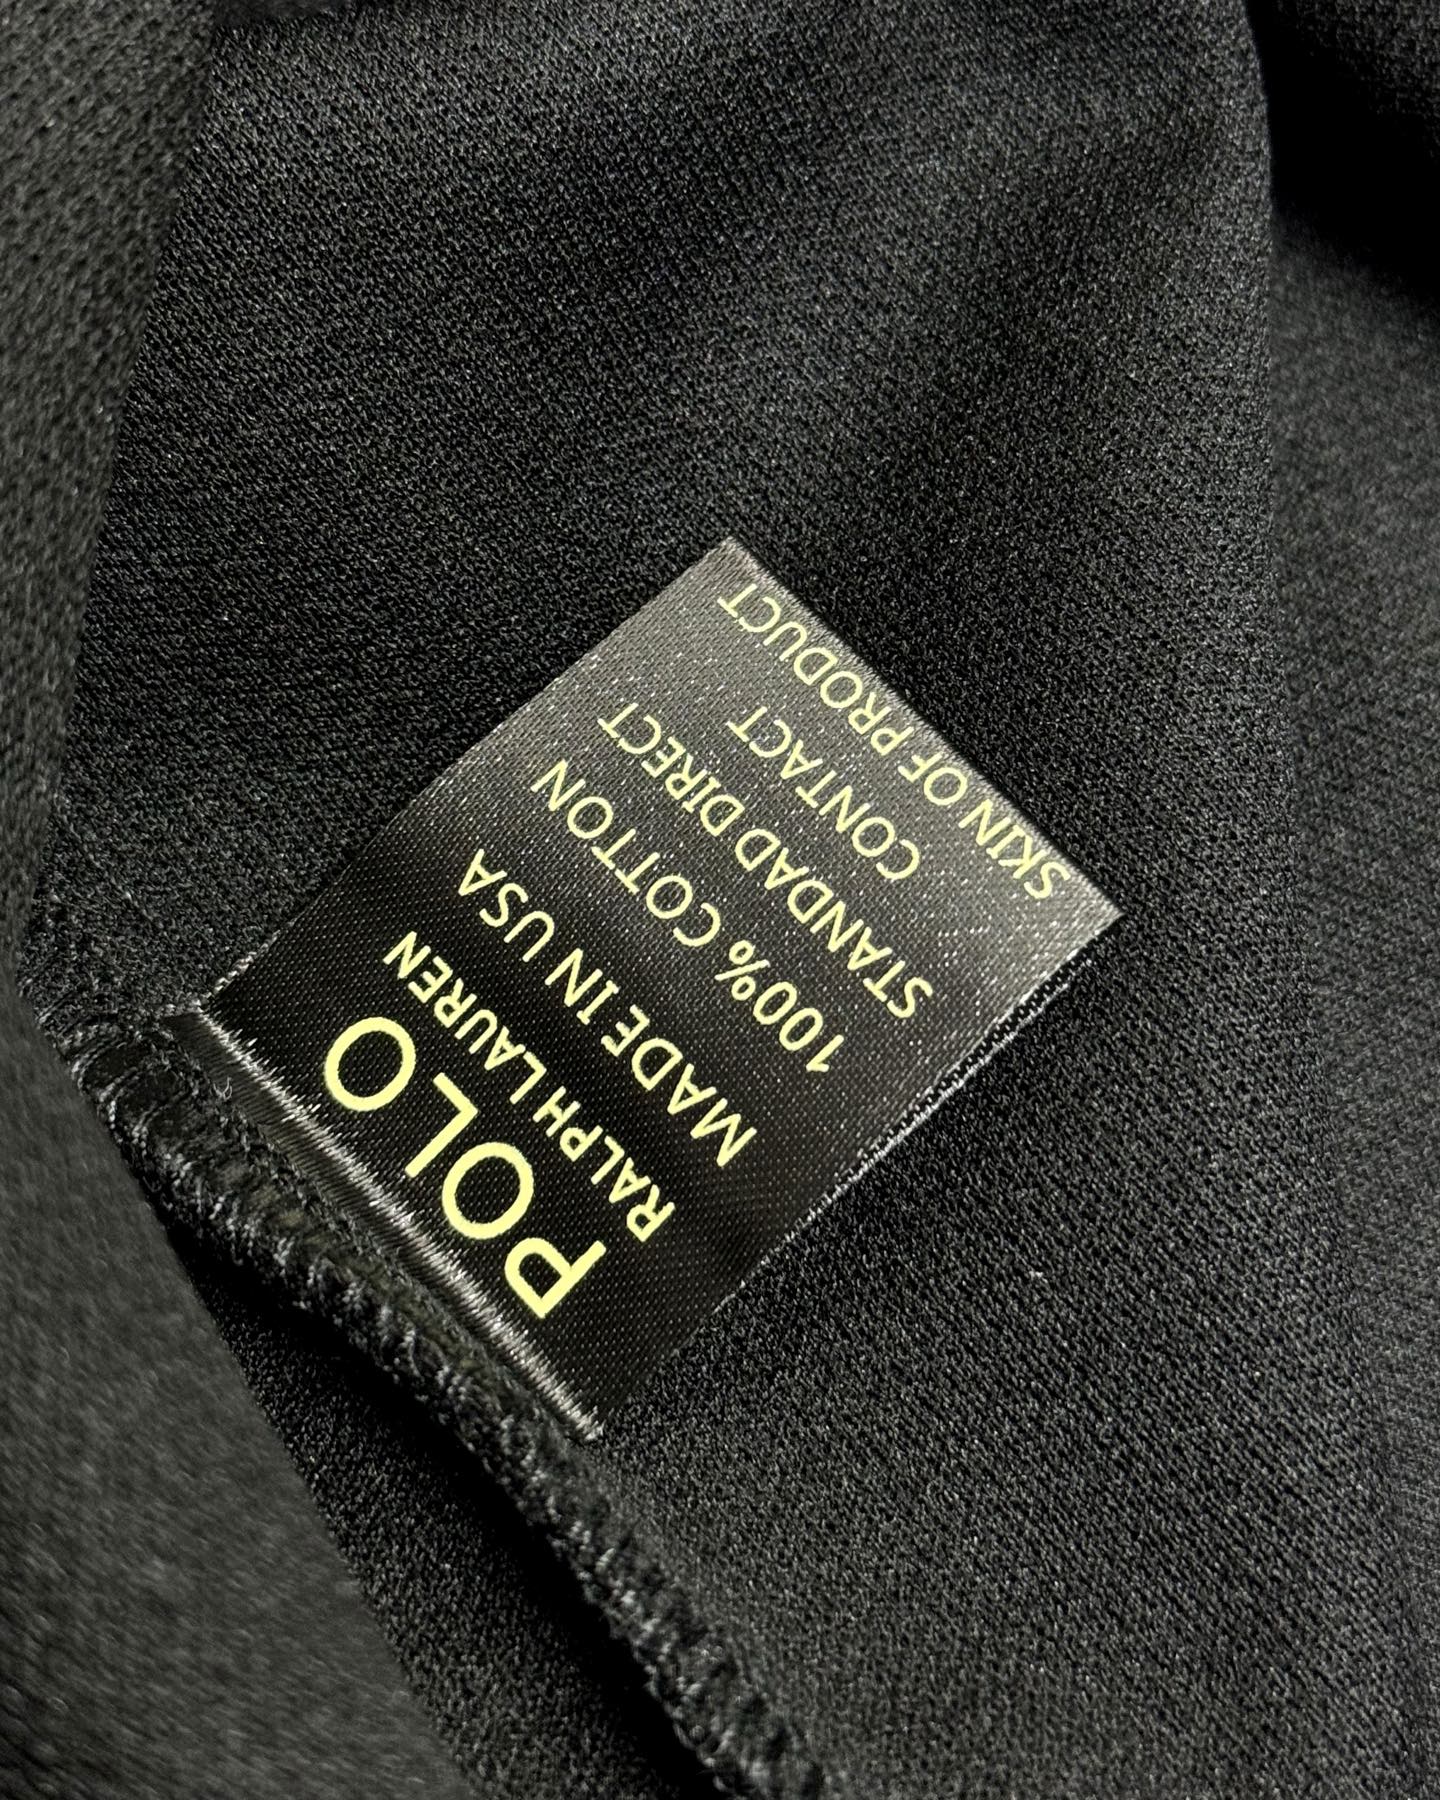 POLO
RALPH LAUREN
MADE IN USA
100% COTTON
STANDAD DIRECT
CONTACT
SKIN OF PRODUCT